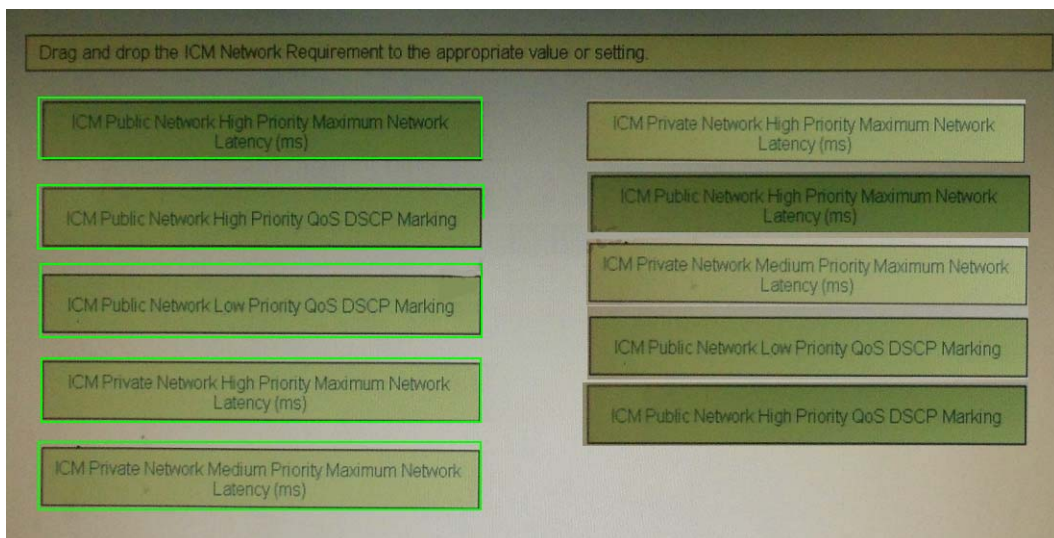 Drag and drop the ICM Network Requirement to the appropriate value or setting.
ICM Public Network High Priority Maximum Network
Latency (ms)
ICM Public Network High Priority QoS DSCP Marking
ICM Public Network Low Priority QoS DSCP Marking
ICM Private Network High Priority Maximum Network
Latency (ms)
ICM Private Network Medium Priority Maximum Network
Latency (ms)
ICM Private Network High Priority Maximum Network
Latency (ms)
ICM Public Network High Priority Maximum Network
Latency (ms)
ICM Private Network Medium Priority Maximum Network
Latency (ms)
ICM Public Network Low Priority QoS DSCP Marking
ICM Public Network High Priority QoS DSCP Marking